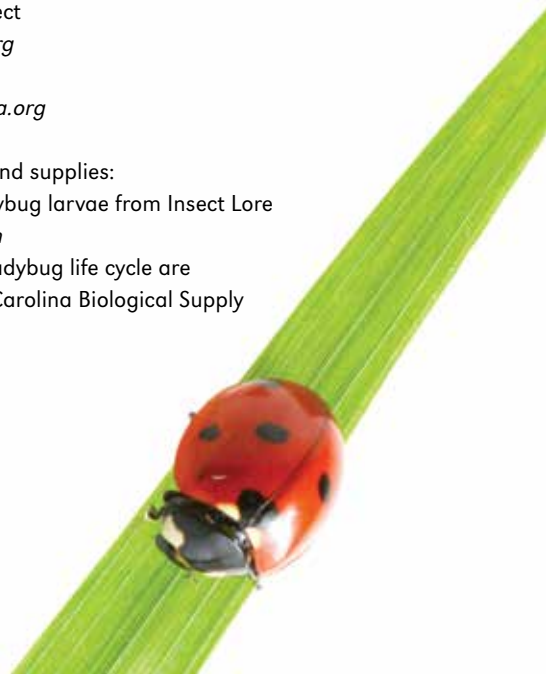 ect
rg
a.org
nd supplies:
ybug larvae from Insect Lore
n
adybug life cycle are
Carolina Biological Supply